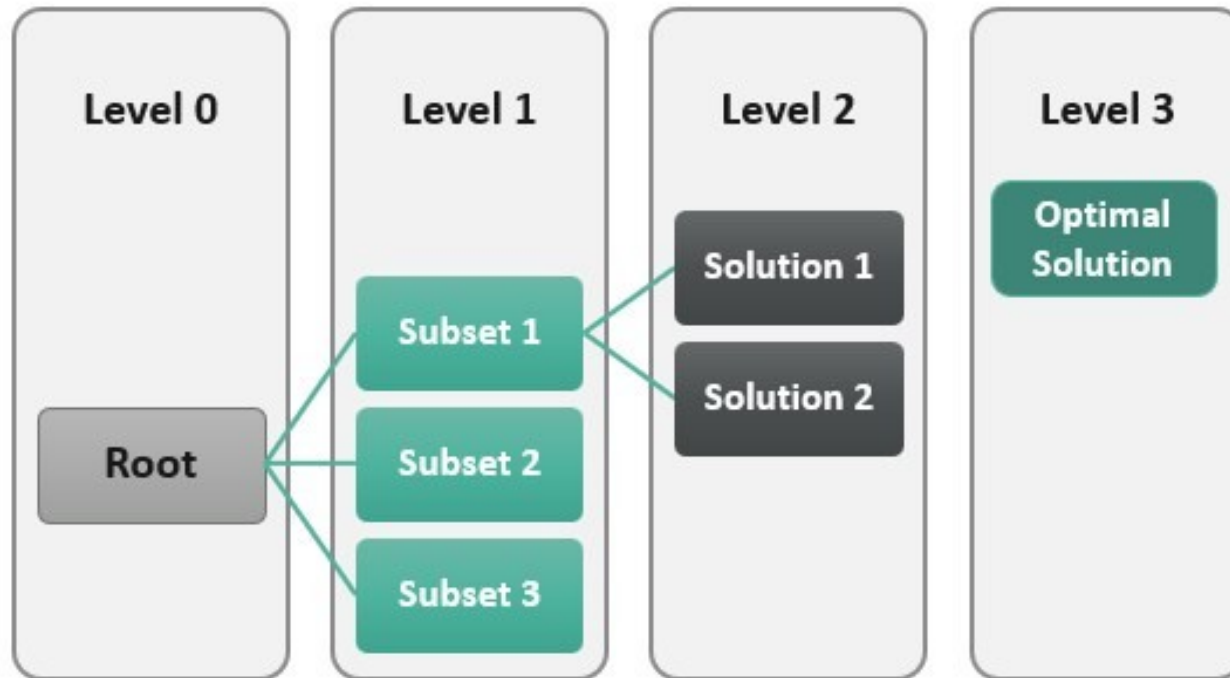 Level 0
Level 1
Level 2
Level 3
Root
Subset 1
Subset 2
Subset 3
Solution 1
Solution 2
Optimal
Solution